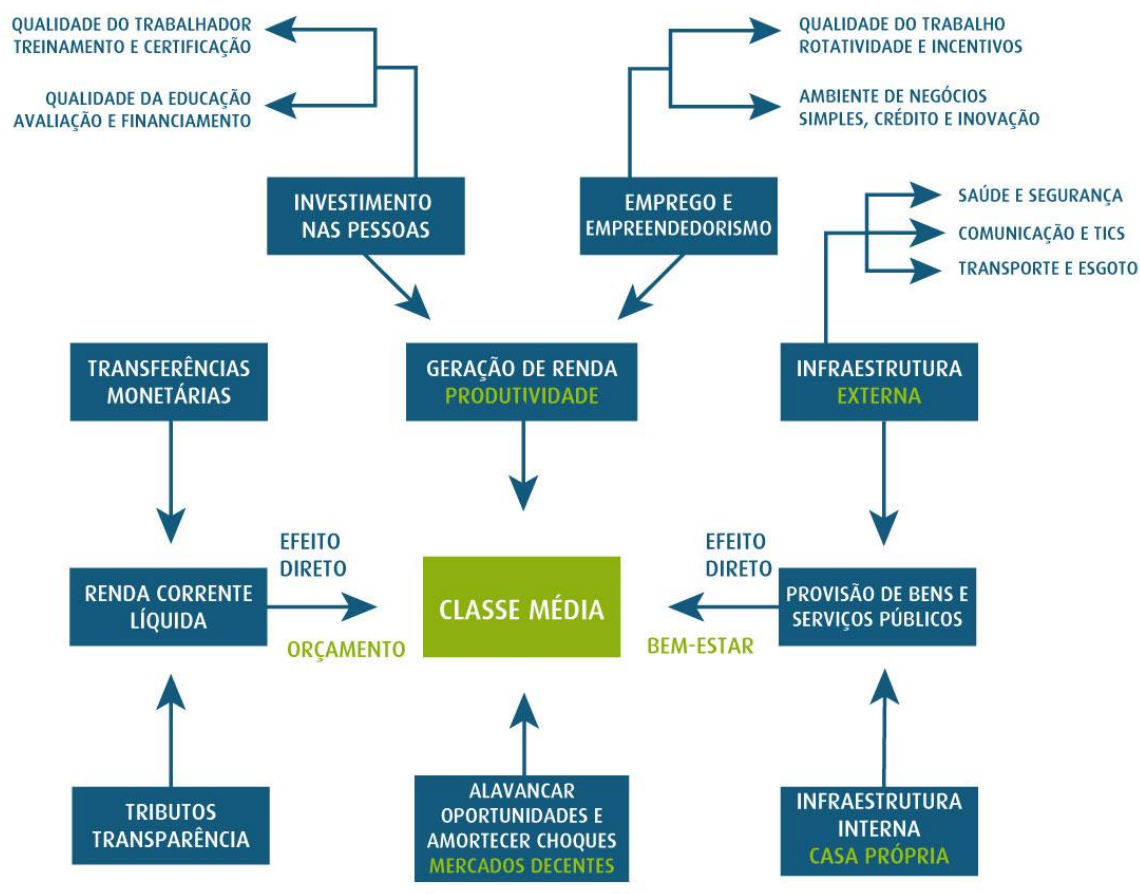 QUALIDADE DO TRABALHADOR
TREINAMENTO E CERTIFICAÇÃO
QUALIDADE DA EDUCAÇÃO
AVALIAÇÃO E FINANCIAMENTO
QUALIDADE DO TRABALHO
ROTATIVIDADE E INCENTIVOS
AMBIENTE DE NEGÓCIOS
SIMPLES, CRÉDITO E INOVAÇÃO
INVESTIMENTO
NAS PESSOAS
EMPREGO E
EMPREENDEDORISMO
SAÚDE E SEGURANÇA
COMUNICAÇÃO E TICS
TRANSPORTE E ESGOTO
TRANSFERÊNCIAS
MONETÁRIAS
GERAÇÃO DE RENDA
PRODUTIVIDADE
INFRAESTRUTURA
EXTERNA
RENDA CORRENTE
LÍQUIDA
EFEITO
DIRETO
ORÇAMENTO
CLASSE MÉDIA
EFEITO
DIRETO
BEM-ESTAR
PROVISÃO DE BENS E
SERVIÇOS PÚBLICOS
TRIBUTOS
TRANSPARÊNCIA
ALAVANCAR
OPORTUNIDADES E
AMORTECER CHOQUES
MERCADOS DECENTES
INFRAESTRUTURA
INTERNA
CASA PRÓPRIA